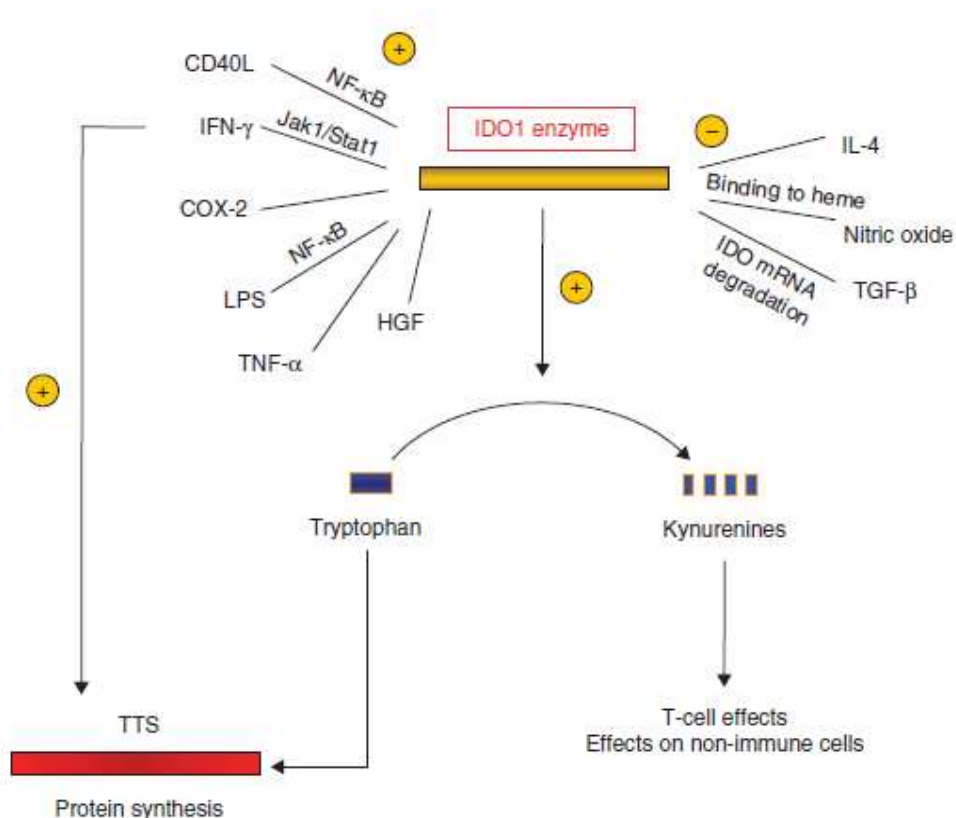 +
CD40L
NF-κB
IDO1 enzyme
−
IFN-γ
Jak1/Stat1
IL-4
COX-2
Binding to heme
Nitric oxide
NF-κB
IDO mRNA
degradation
LPS
HGF
TGF-β
TNF-α
+
+
Tryptophan
Kynurenines
TTS
T-cell effects
Effects on non-immune cells
Protein synthesis